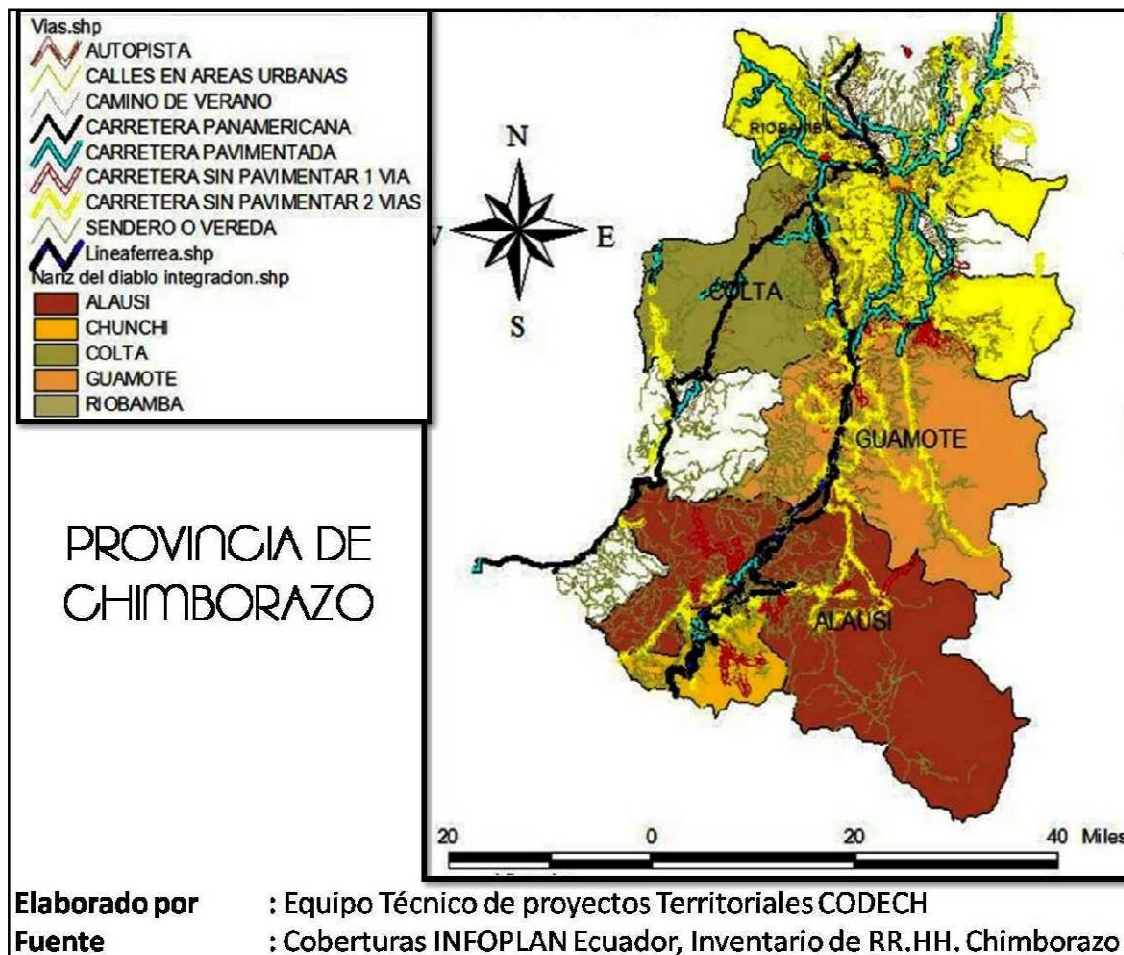 Vias.shp
AUTOPISTA
CALLES EN AREAS URBANAS
CAMINO DE VERANO
CARRETERA PANAMERICANA
CARRETERA PAVIMENTADA
CARRETERA SIN PAVIMENTAR 1 VIA
CARRETERA SIN PAVIMENTAR 2 VIAS
SENDERO O VEREDA
Lineaferrea.shp
Nariz del diablo integracion.shp
ALAUSI
CHUNCHI
COLTA
GUAMOTE
RIOBAMBA
N
E
S
RIOBAMBA
COLTA
GUAMOTE
ALAUSI
PROVINCIA DE
CHIMBORAZO
20 0 20 40 Miles
Elaborado por : Equipo Técnico de proyectos Territoriales CODECH
Fuente : Coberturas INFOPLAN Ecuador, Inventario de RR.HH. Chimborazo